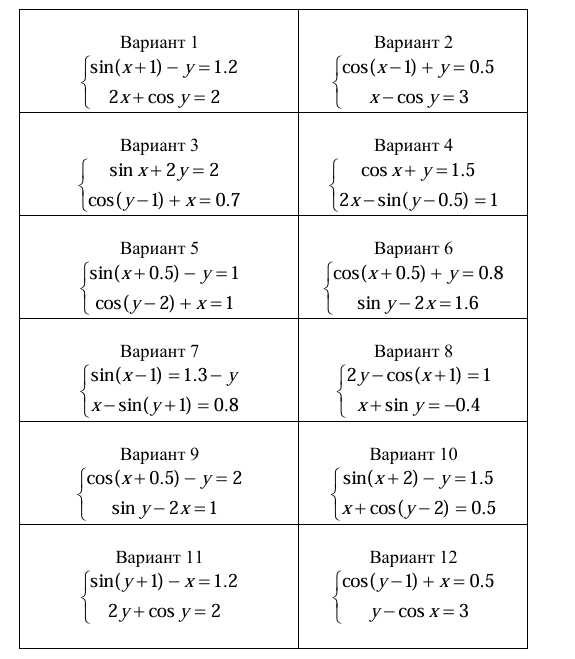 Вариант 1
sin(x+1) − y = 1.2
2x + cos y = 2
Вариант 2
cos(x−1) + y = 0.5
x − cos y = 3
Вариант 3
sin x + 2y = 2
cos(y−1) + x = 0.7
Вариант 4
cos x + y = 1.5
2x − sin(y−0.5) = 1
Вариант 5
sin(x+0.5) − y = 1
cos(y−2) + x = 1
Вариант 6
cos(x+0.5) + y = 0.8
sin y − 2x = 1.6
Вариант 7
sin(x−1) = 1.3 − y
x − sin(y+1) = 0.8
Вариант 8
2y − cos(x+1) = 1
x + sin y = −0.4
Вариант 9
cos(x+0.5) − y = 2
sin y − 2x = 1
Вариант 10
sin(x+2) − y = 1.5
x + cos(y−2) = 0.5
Вариант 11
sin(y+1) − x = 1.2
2y + cos y = 2
Вариант 12
cos(y−1) + x = 0.5
y − cos x = 3